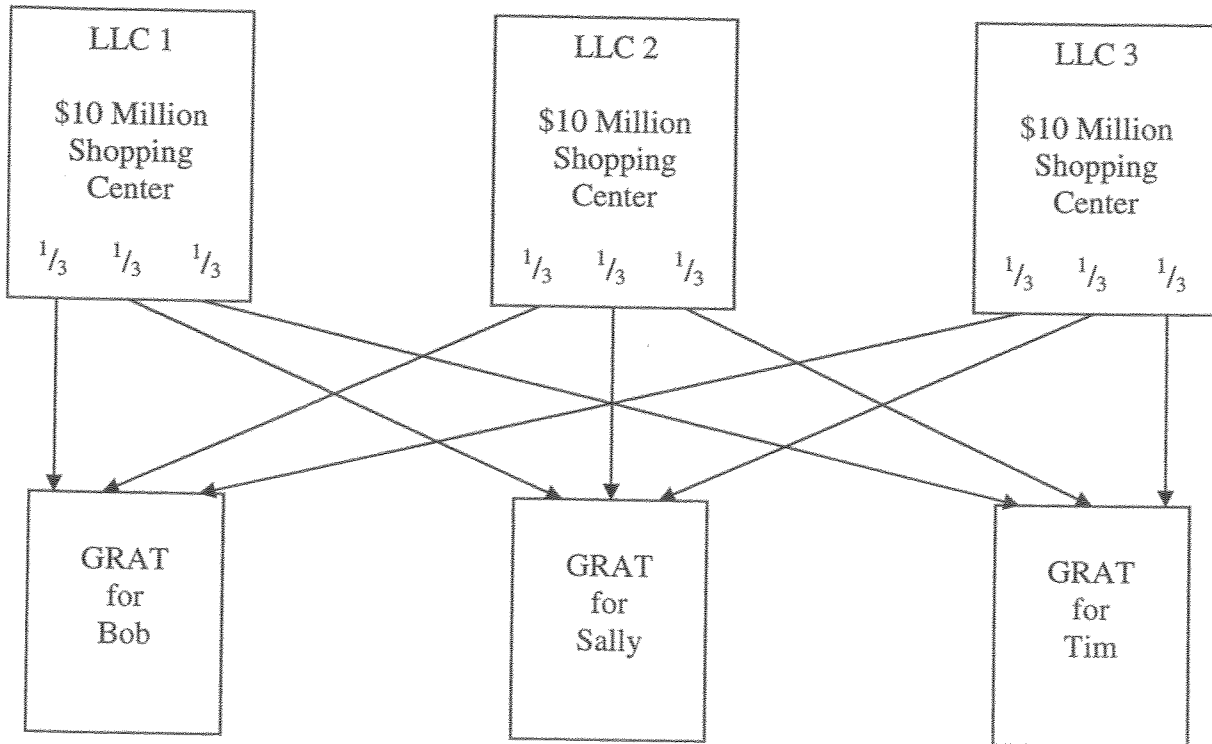 LLC 1
$10 Million
Shopping
Center
1/3 1/3 1/3
LLC 2
$10 Million
Shopping
Center
1/3 1/3 1/3
LLC 3
$10 Million
Shopping
Center
1/3 1/3 1/3
GRAT
for
Bob
GRAT
for
Sally
GRAT
for
Tim